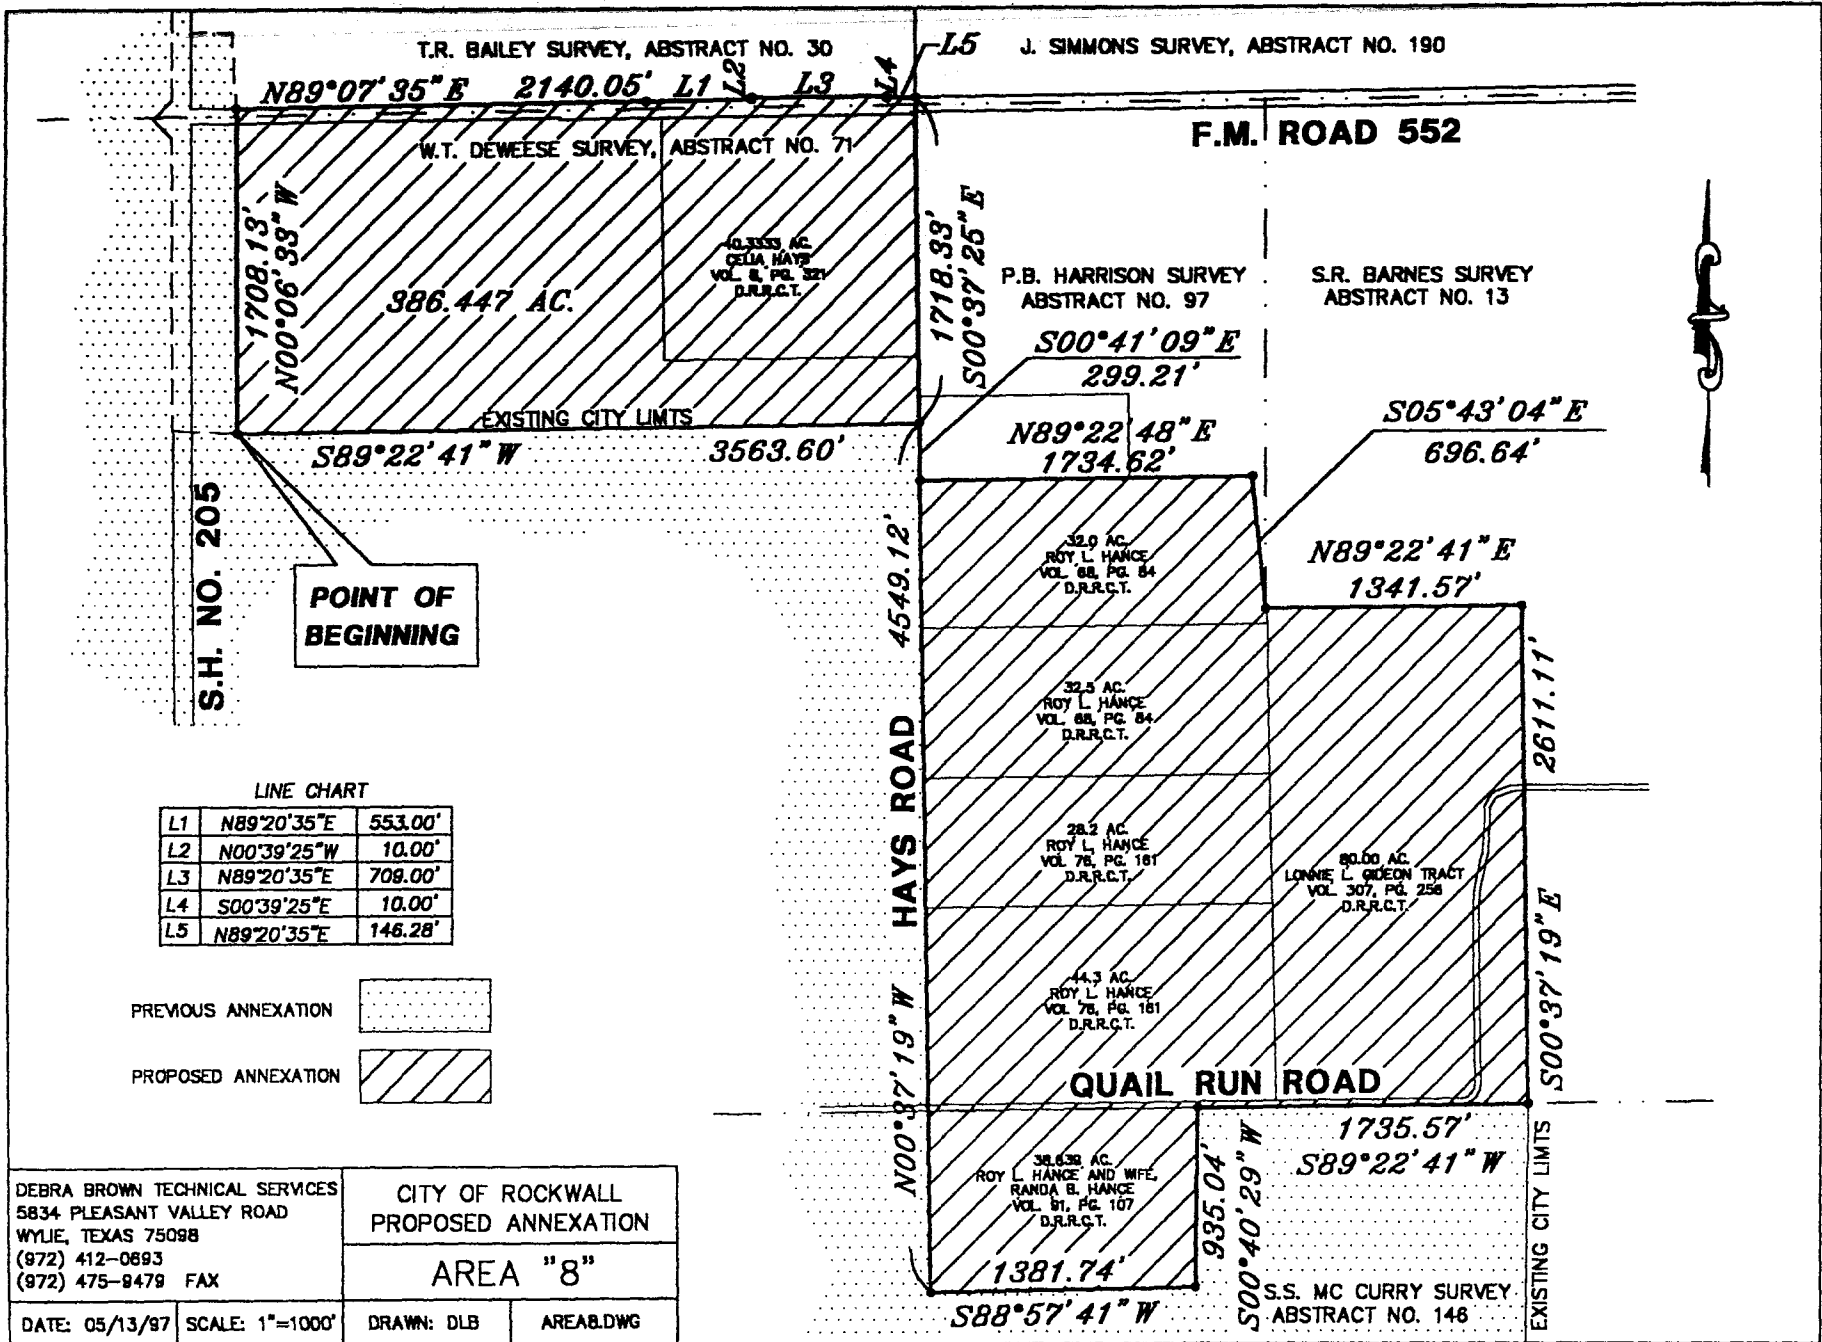 T.R. BAILEY SURVEY, ABSTRACT NO. 30
L5
J. SIMMONS SURVEY, ABSTRACT NO. 190
N89°07'35"E 2140.05' L1 L2 L3 L4
F.M. ROAD 552
W.T. DEWEESE SURVEY, ABSTRACT NO. 71
1708.13'
N00°06'33"W
386.447 AC.
40.3333 AC.
CELIA HAYS
VOL. 8, PG. 321
D.R.R.C.T.
1718.33'
S00°37'25"E
P.B. HARRISON SURVEY
ABSTRACT NO. 97
S.R. BARNES SURVEY
ABSTRACT NO. 13
S00°41'09"E
299.21'
EXISTING CITY LIMTS
S89°22'41"W 3563.60'
N89°22'48"E
1734.62'
S05°43'04"E
696.64'
S.H. NO. 205
POINT OF
BEGINNING
4549.12'
32.0 AC.
ROY L. HANCE
VOL. 68, PG. 84
D.R.R.C.T.
N89°22'41"E
1341.57'
32.5 AC.
ROY L. HANCE
VOL. 68, PG. 84
D.R.R.C.T.
2611.11'
HAYS ROAD
LINE CHART
L1 N89°20'35"E 553.00'
L2 N00°39'25"W 10.00'
L3 N89°20'35"E 709.00'
L4 S00°39'25"E 10.00'
L5 N89°20'35"E 146.28'
28.2 AC.
ROY L. HANCE
VOL. 76, PG. 161
D.R.R.C.T.
80.00 AC.
LONNIE L. GIDEON TRACT
VOL. 307, PG. 256
D.R.R.C.T.
44.3 AC.
ROY L. HANCE
VOL. 76, PG. 161
D.R.R.C.T.
N00°37'19"W
S00°37'19"E
PREVIOUS ANNEXATION
PROPOSED ANNEXATION
QUAIL RUN ROAD
1735.57'
S89°22'41"W
935.04'
S00°40'29"W
38.639 AC.
ROY L. HANCE AND WIFE,
RANDA B. HANCE
VOL. 91, PG. 107
D.R.R.C.T.
EXISTING CITY LIMTS
1381.74'
S88°57'41"W
S.S. MC CURRY SURVEY
ABSTRACT NO. 146
DEBRA BROWN TECHNICAL SERVICES
5834 PLEASANT VALLEY ROAD
WYLIE, TEXAS 75098
(972) 412-0693
(972) 475-9479 FAX
CITY OF ROCKWALL
PROPOSED ANNEXATION
AREA "8"
DATE: 05/13/97 SCALE: 1"=1000' DRAWN: DLB AREA8.DWG